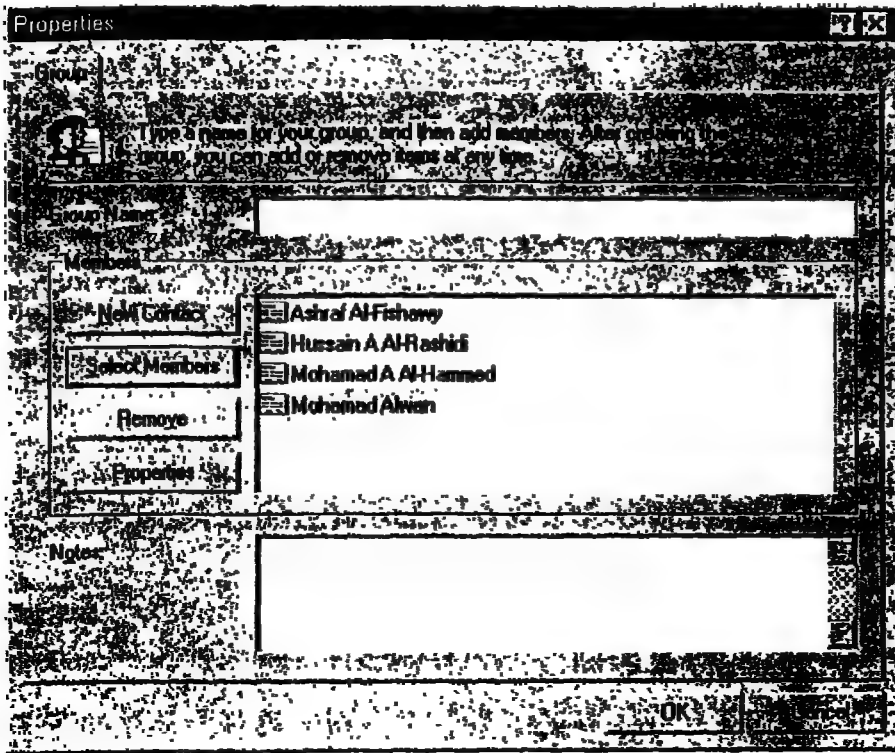 Properties
Group
Type a name for your group, and then add members. After creating the
group, you can add or remove items at any time.
Group Name:
Members
New Contact
Select Members
Remove
Properties
Ashraf Al-Fishawy
Hussain A Al-Rashidi
Mohamad A Al-Hammed
Mohamed Alwan
Notes:
OK